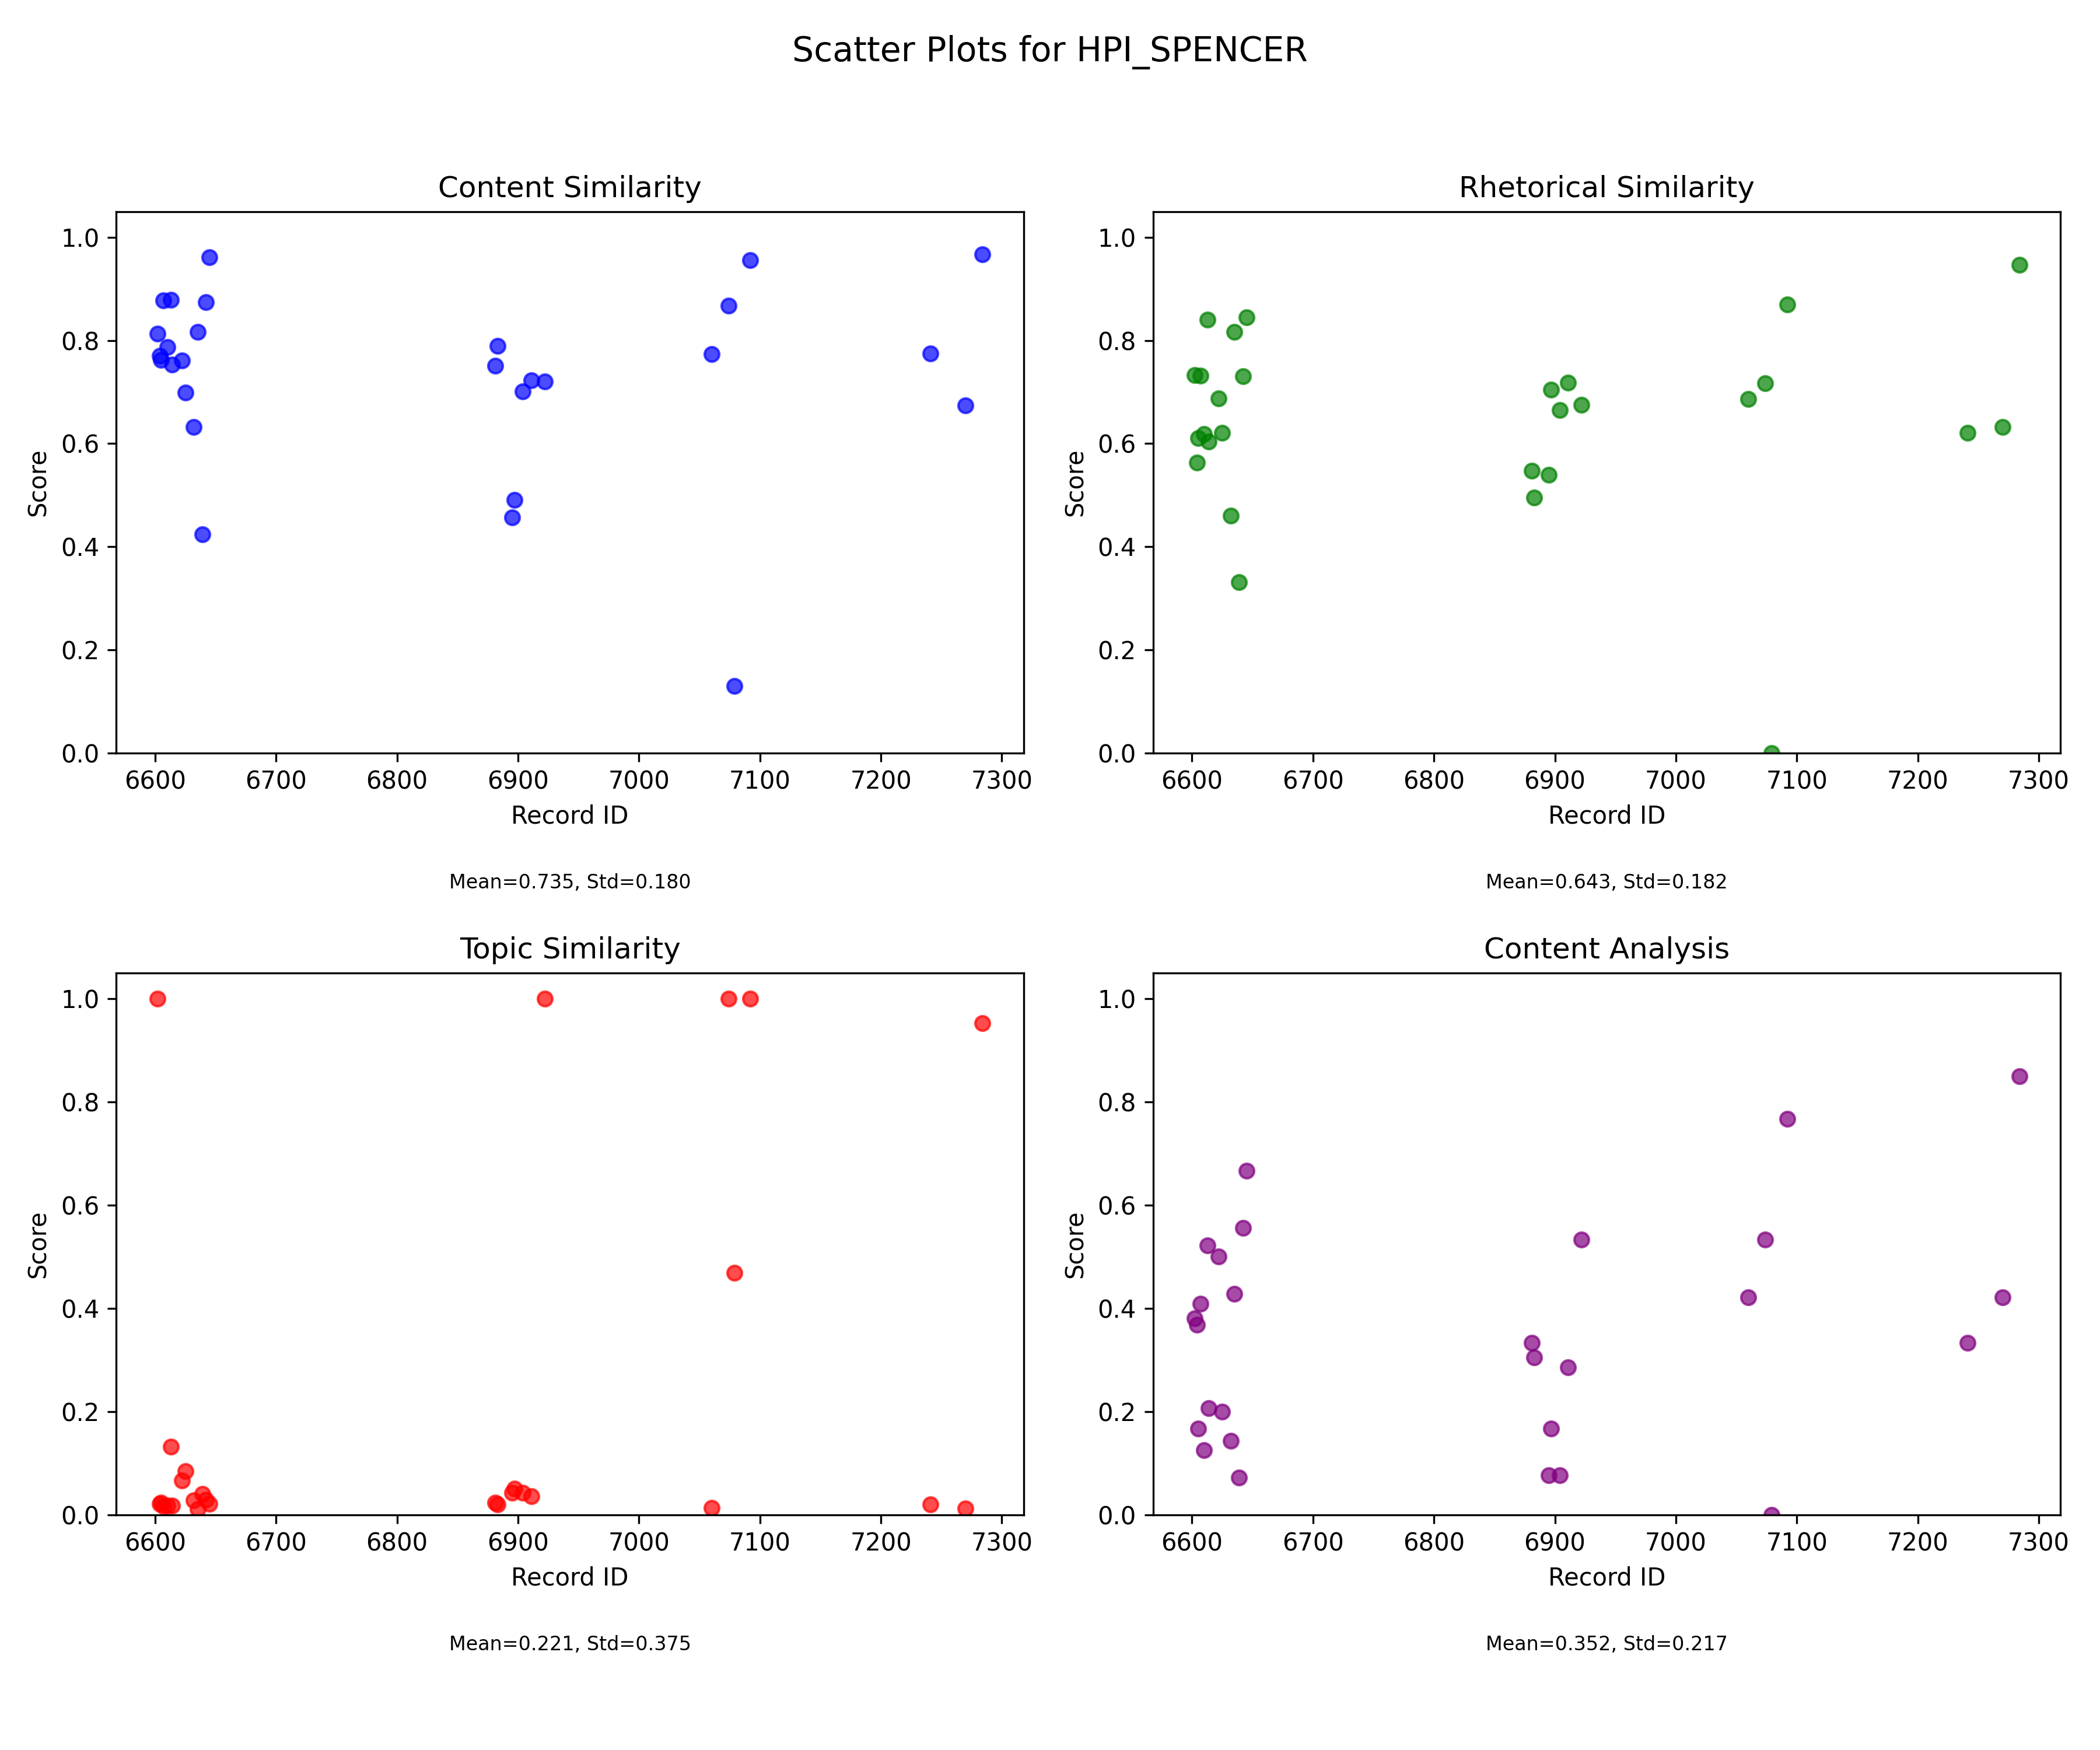 Scatter Plots for HPI_SPENCER
Content Similarity
1.0
0.8
0.6
0.4
0.2
0.0
Score
6600 6700 6800 6900 7000 7100 7200 7300
Record ID
Mean=0.735, Std=0.180
Rhetorical Similarity
1.0
0.8
0.6
0.4
0.2
0.0
Score
6600 6700 6800 6900 7000 7100 7200 7300
Record ID
Mean=0.643, Std=0.182
Topic Similarity
1.0
0.8
0.6
0.4
0.2
0.0
Score
6600 6700 6800 6900 7000 7100 7200 7300
Record ID
Mean=0.221, Std=0.375
Content Analysis
1.0
0.8
0.6
0.4
0.2
0.0
Score
6600 6700 6800 6900 7000 7100 7200 7300
Record ID
Mean=0.352, Std=0.217